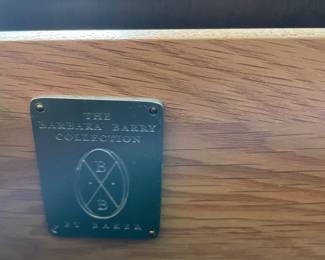 THE
BARBARA BARRY
COLLECTION
B
B
BY BAKER